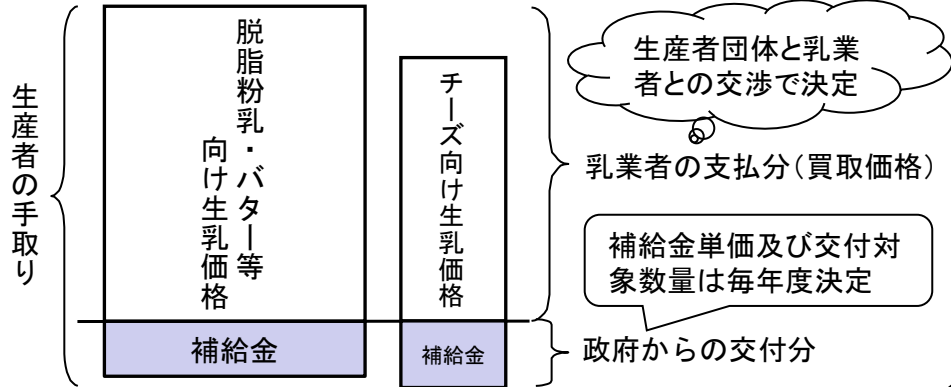 生産者の手取り
脱脂粉乳・バター等
向け生乳価格
チーズ向け生乳価格
生産者団体と乳業
者との交渉で決定
乳業者の支払分(買取価格)
補給金単価及び交付対
象数量は毎年度決定
補給金
補給金
政府からの交付分